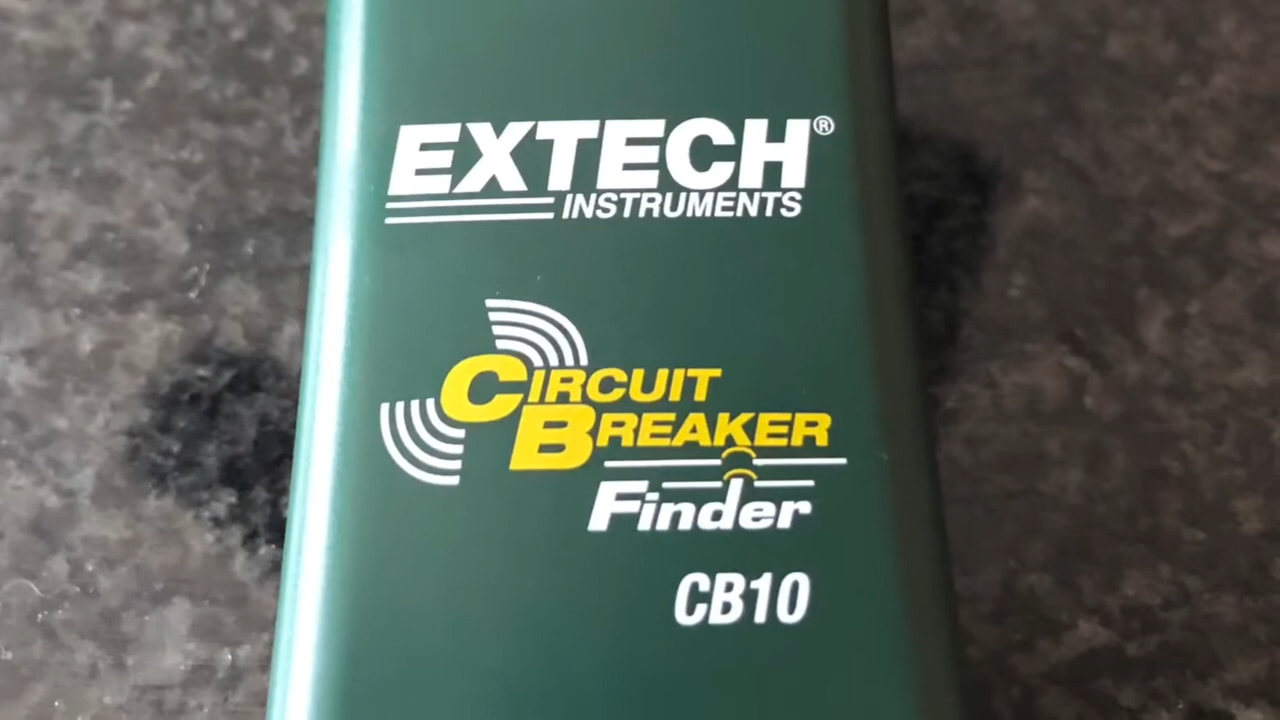 EXTECH®
INSTRUMENTS
CIRCUIT
BREAKER
Finder
CB10